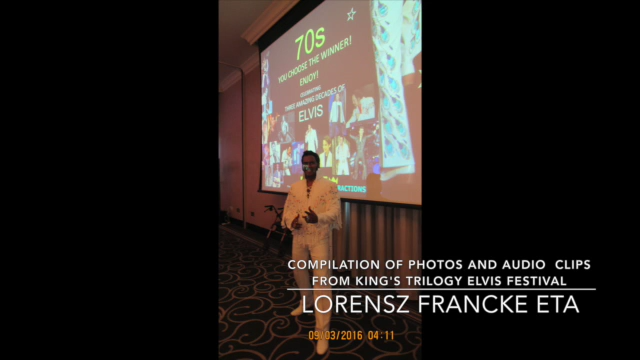 70s
YOU CHOOSE THE WINNER!
ENJOY!
CELEBRATING
THREE AMAZING DECADES OF
ELVIS
COMPILATION OF PHOTOS AND AUDIO CLIPS
FROM KING'S TRILOGY ELVIS FESTIVAL
LORENSZ FRANCKE ETA
09/03/2016 04:11